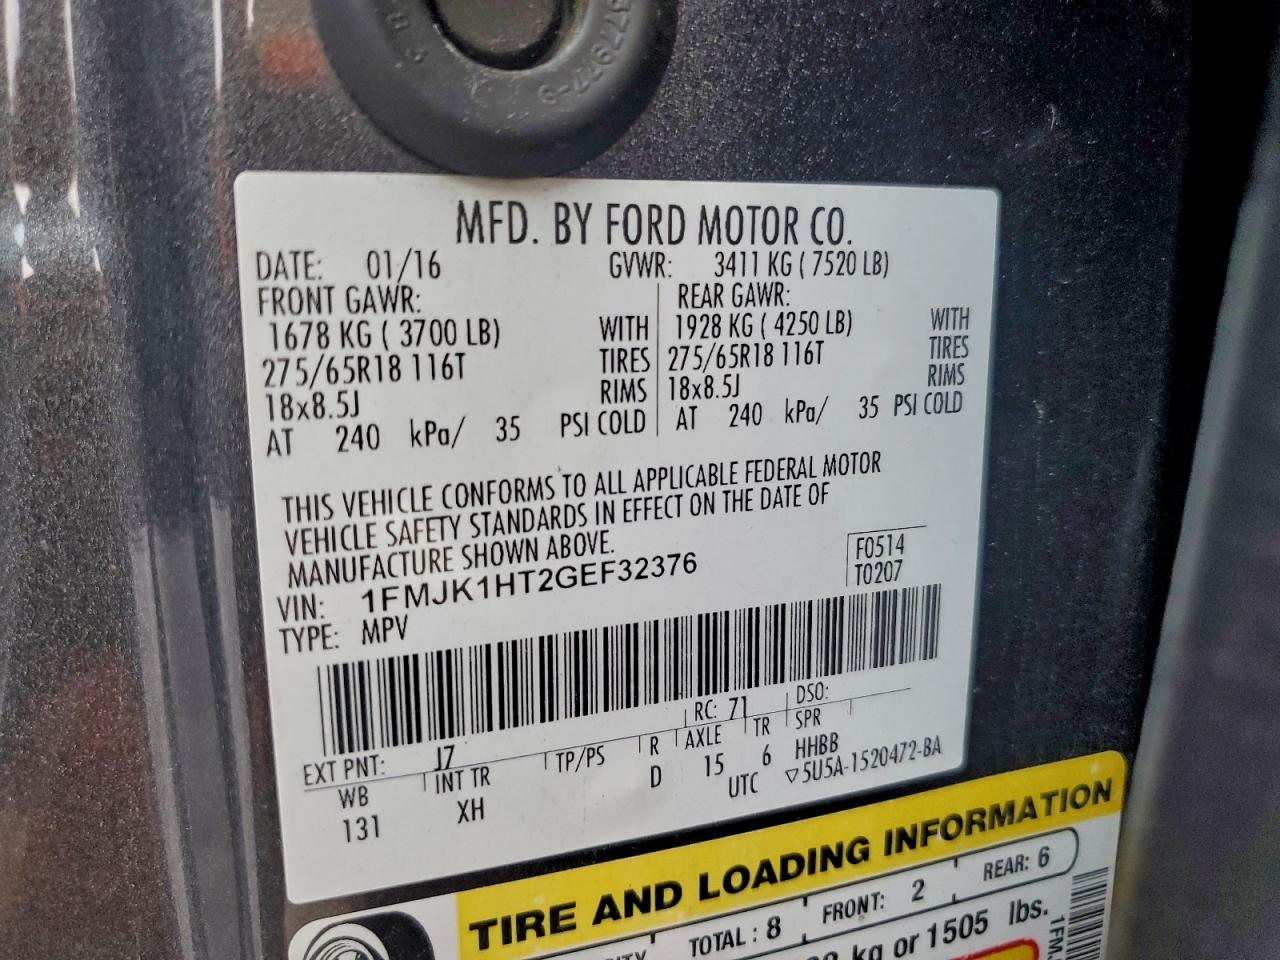 MFD. BY FORD MOTOR CO.
DATE: 01/16 GVWR: 3411 KG ( 7520 LB)
FRONT GAWR: REAR GAWR:
1678 KG ( 3700 LB) WITH 1928 KG ( 4250 LB) WITH
275/65R18 116T TIRES 275/65R18 116T TIRES
18x8.5J RIMS 18x8.5J RIMS
AT 240 kPa/ 35 PSI COLD AT 240 kPa/ 35 PSI COLD
THIS VEHICLE CONFORMS TO ALL APPLICABLE FEDERAL MOTOR
VEHICLE SAFETY STANDARDS IN EFFECT ON THE DATE OF
MANUFACTURE SHOWN ABOVE.
F0514
VIN: 1FMJK1HT2GEF32376 T0207
TYPE: MPV
EXT PNT: J7 RC: 71 DSO:
WB INT TR TP/PS R AXLE TR SPR
131 XH D 15 6 HHBB
UTC ▽5U5A-1520472-BA
TIRE AND LOADING INFORMATION
TOTAL : 8 FRONT: 2 REAR: 6
kg or 1505 lbs.
1FM